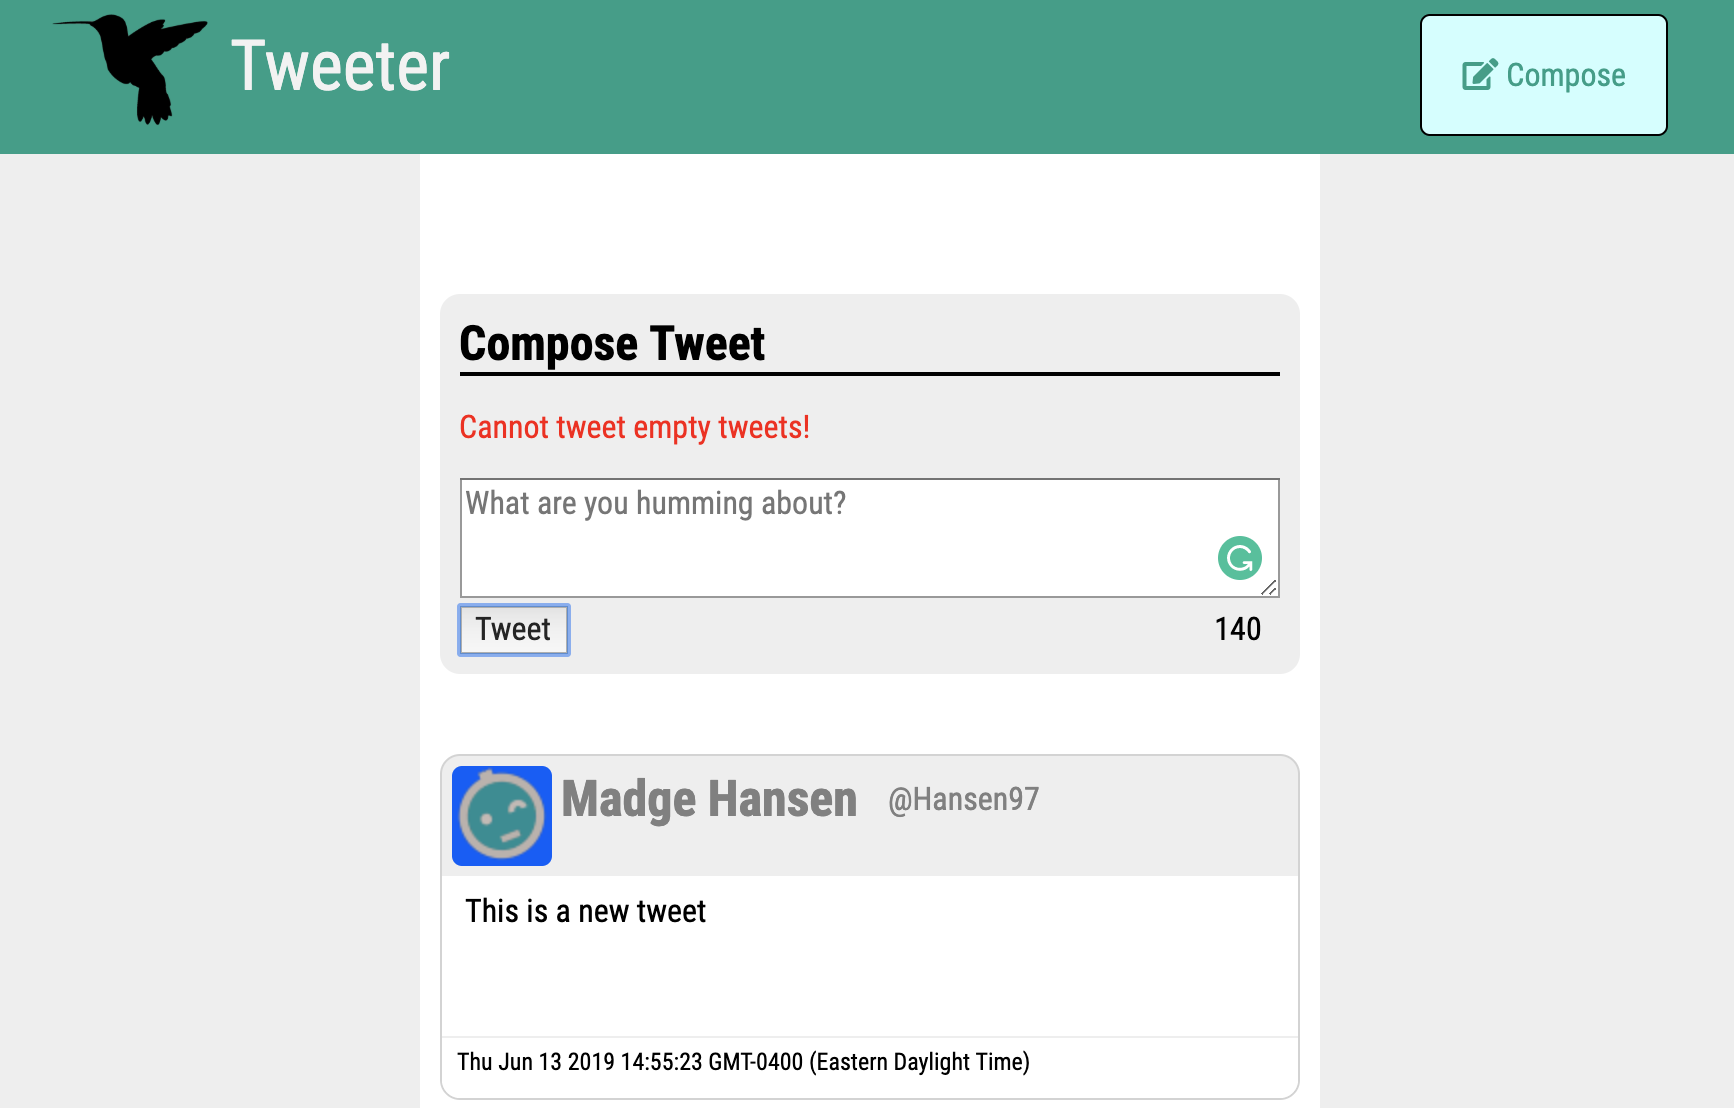 Tweeter
Compose
Compose Tweet
Cannot tweet empty tweets!
What are you humming about?
Tweet
140
Madge Hansen @Hansen97
This is a new tweet
Thu Jun 13 2019 14:55:23 GMT-0400 (Eastern Daylight Time)